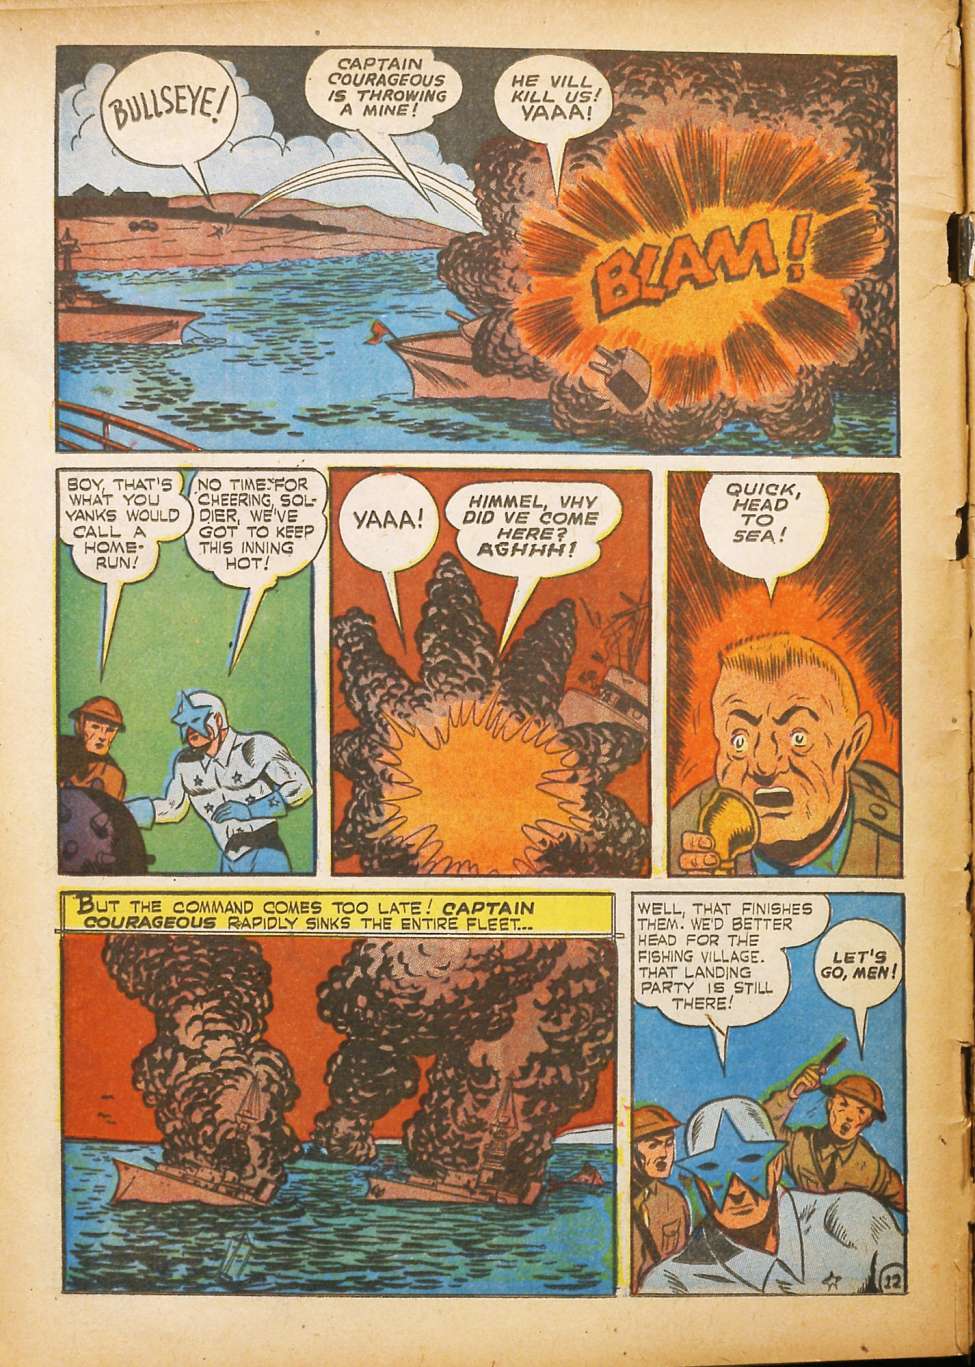 BULLSEYE!
CAPTAIN
COURAGEOUS
IS THROWING
A MINE!
HE VILL
KILL US!
YAAA!
BLAM!
BOY, THAT'S
WHAT YOU
YANKS WOULD
CALL A
HOME-
RUN!
NO TIME FOR
CHEERING, SOL-
DIER, WE'VE
GOT TO KEEP
THIS INNING
HOT!
YAAA!
HIMMEL, VHY
DID VE COME
HERE?
AGHHH!
QUICK,
HEAD
TO
SEA!
BUT THE COMMAND COMES TOO LATE! CAPTAIN
COURAGEOUS RAPIDLY SINKS THE ENTIRE FLEET...
WELL, THAT FINISHES
THEM. WE'D BETTER
HEAD FOR THE
FISHING VILLAGE.
THAT LANDING
PARTY IS STILL
THERE!
LET'S
GO, MEN!
12